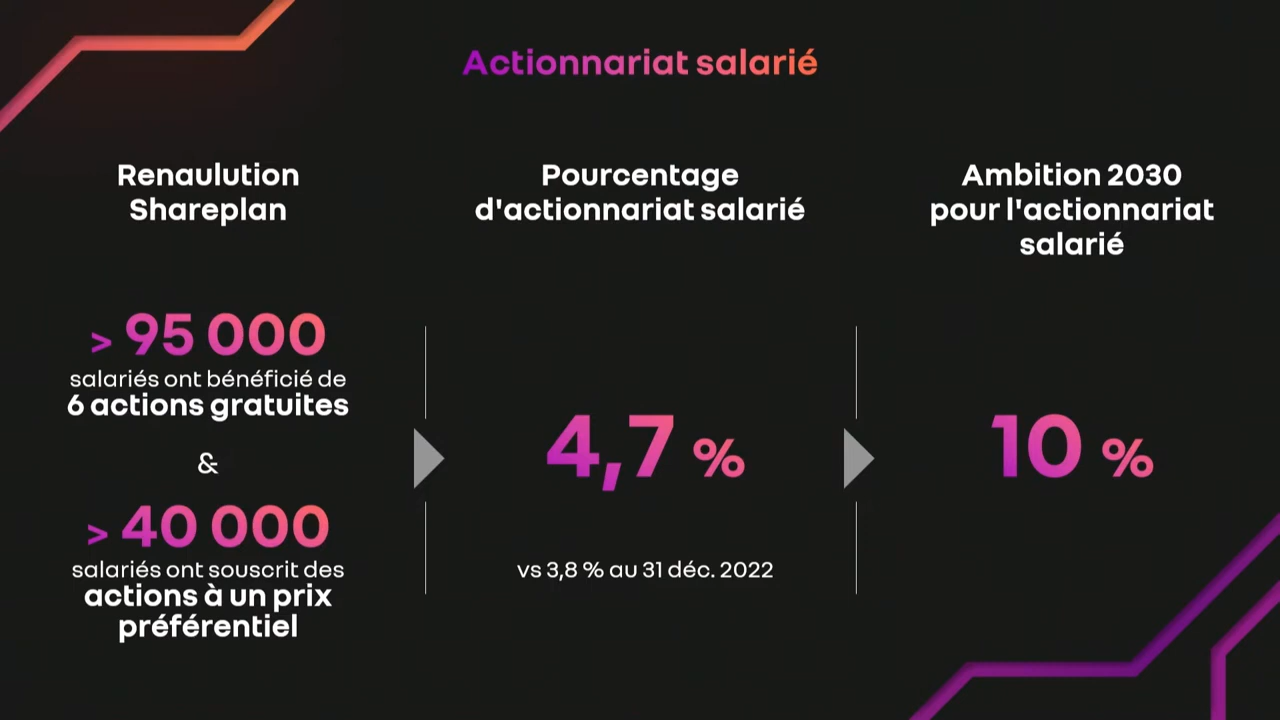 Actionnariat salarié
Renaulution
Shareplan
> 95 000
salariés ont bénéficié de
6 actions gratuites
&
> 40 000
salariés ont souscrit des
actions à un prix
préférentiel
Pourcentage
d'actionnariat salarié
4,7 %
vs 3,8 % au 31 déc. 2022
Ambition 2030
pour l'actionnariat
salarié
10 %